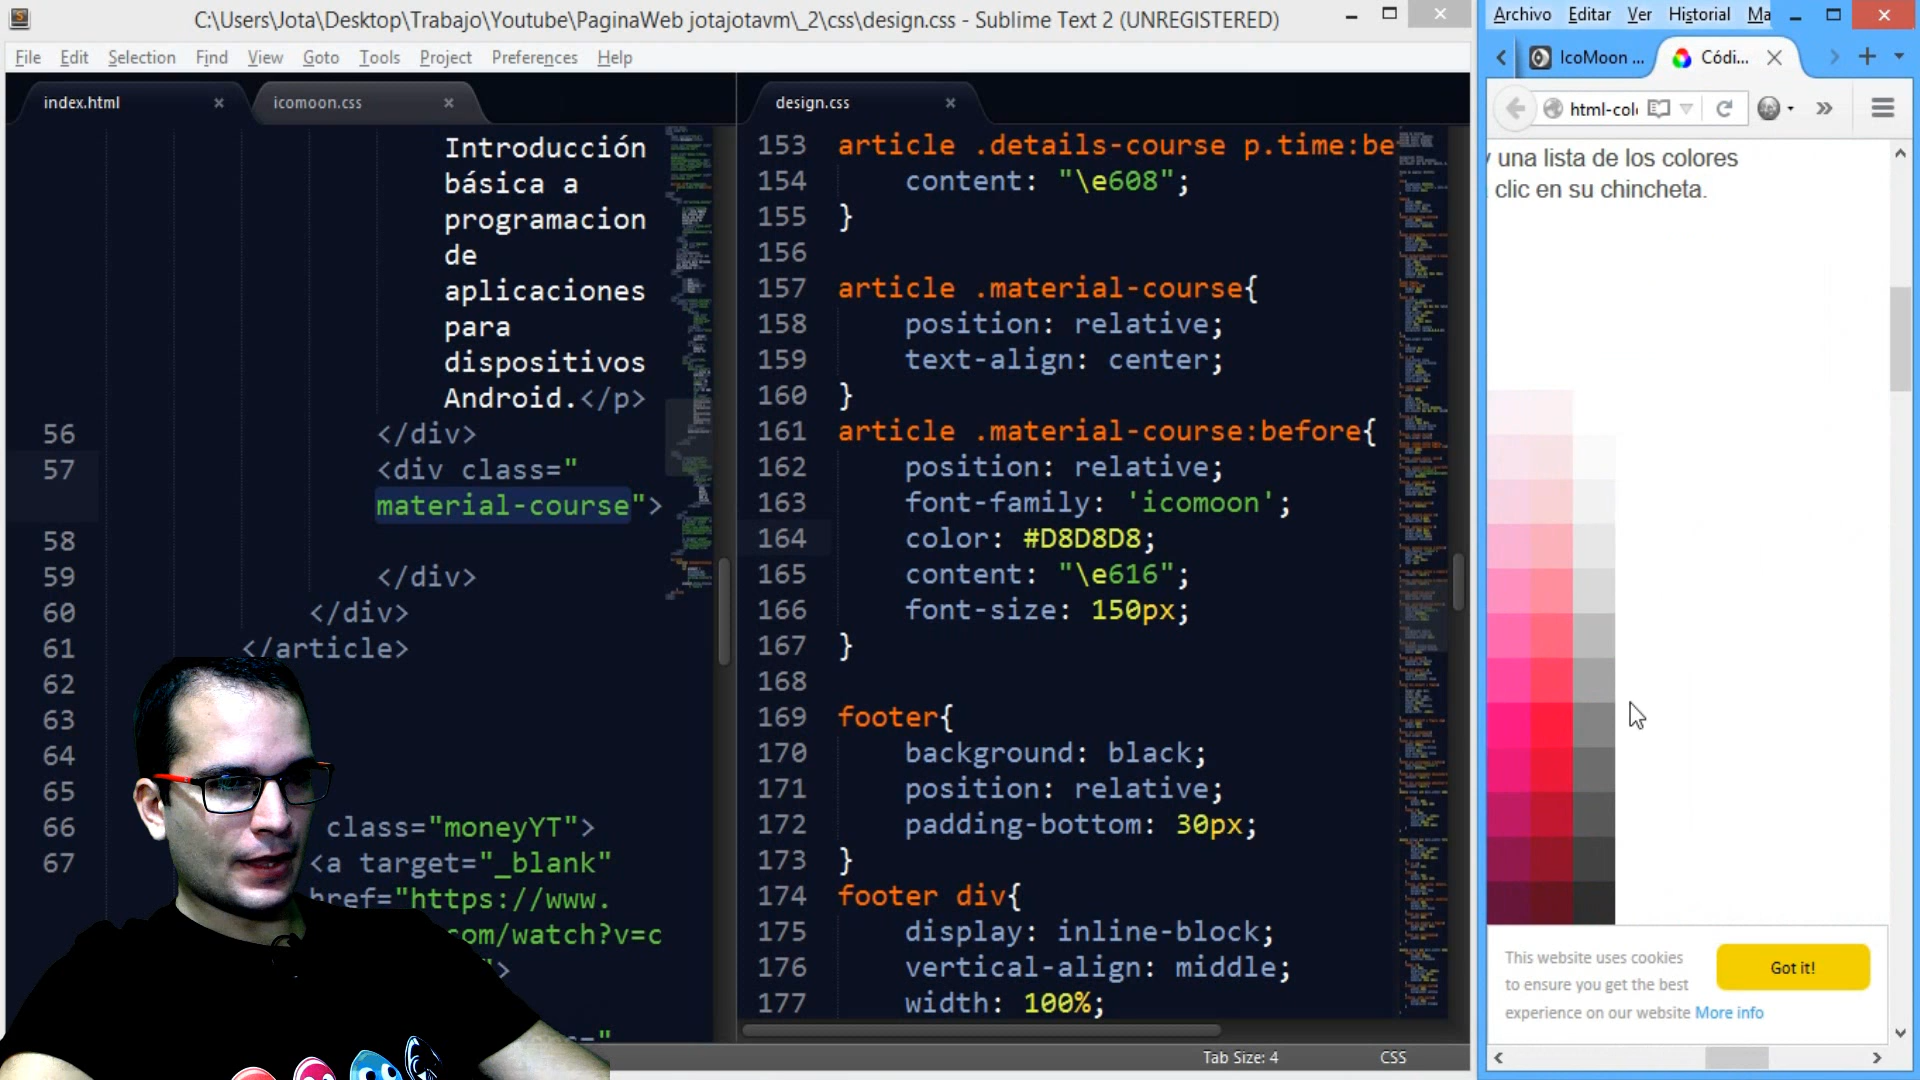 C:\Users\Jota\Desktop\Trabajo\Youtube\PaginaWeb jotajotavm\_2\css\design.css - Sublime Text 2 (UNREGISTERED)
File Edit Selection Find View Goto Tools Project Preferences Help
index.html
icomoon.css
Introducción
básica a
programacion
de
aplicaciones
para
dispositivos
Android.</p>
56 </div>
57 <div class="
material-course">
58
59 </div>
60 </div>
61 </article>
62
63
64
65
66 class="moneyYT">
67 <a target="_blank"
href="https://www.
com/watch?v=c
">
="
design.css
153 article .details-course p.time:be
154 content: "\e608";
155 }
156
157 article .material-course{
158 position: relative;
159 text-align: center;
160 }
161 article .material-course:before{
162 position: relative;
163 font-family: 'icomoon';
164 color: #D8D8D8;
165 content: "\e616";
166 font-size: 150px;
167 }
168
169 footer{
170 background: black;
171 position: relative;
172 padding-bottom: 30px;
173 }
174 footer div{
175 display: inline-block;
176 vertical-align: middle;
177 width: 100%;
Tab Size: 4 CSS
Archivo Editar Ver Historial Ma
IcoMoon ...
Códi...
html-col
y una lista de los colores
clic en su chincheta.
This website uses cookies
to ensure you get the best
experience on our website More info
Got it!